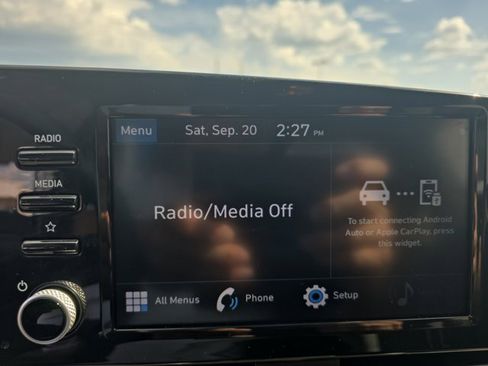 RADIO
MEDIA
Menu Sat, Sep. 20 2:27 PM
Radio/Media Off
To start connecting Android
Auto or Apple CarPlay, press
this widget.
All Menus Phone Setup